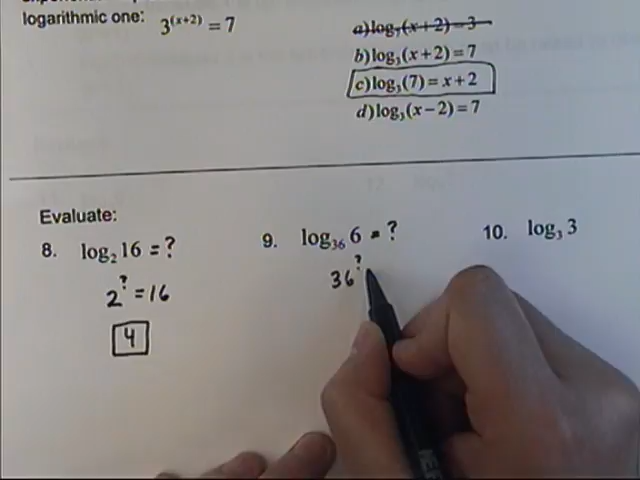 logarithmic one: 3^(x+2) = 7
a) log₇(x+2) = 3
b) log₃(x+2) = 7
c) log₃(7) = x+2
d) log₃(x−2) = 7
Evaluate:
8. log₂ 16 = ?
2^? = 16
4
9. log₃₆ 6 = ?
36^?
10. log₃ 3